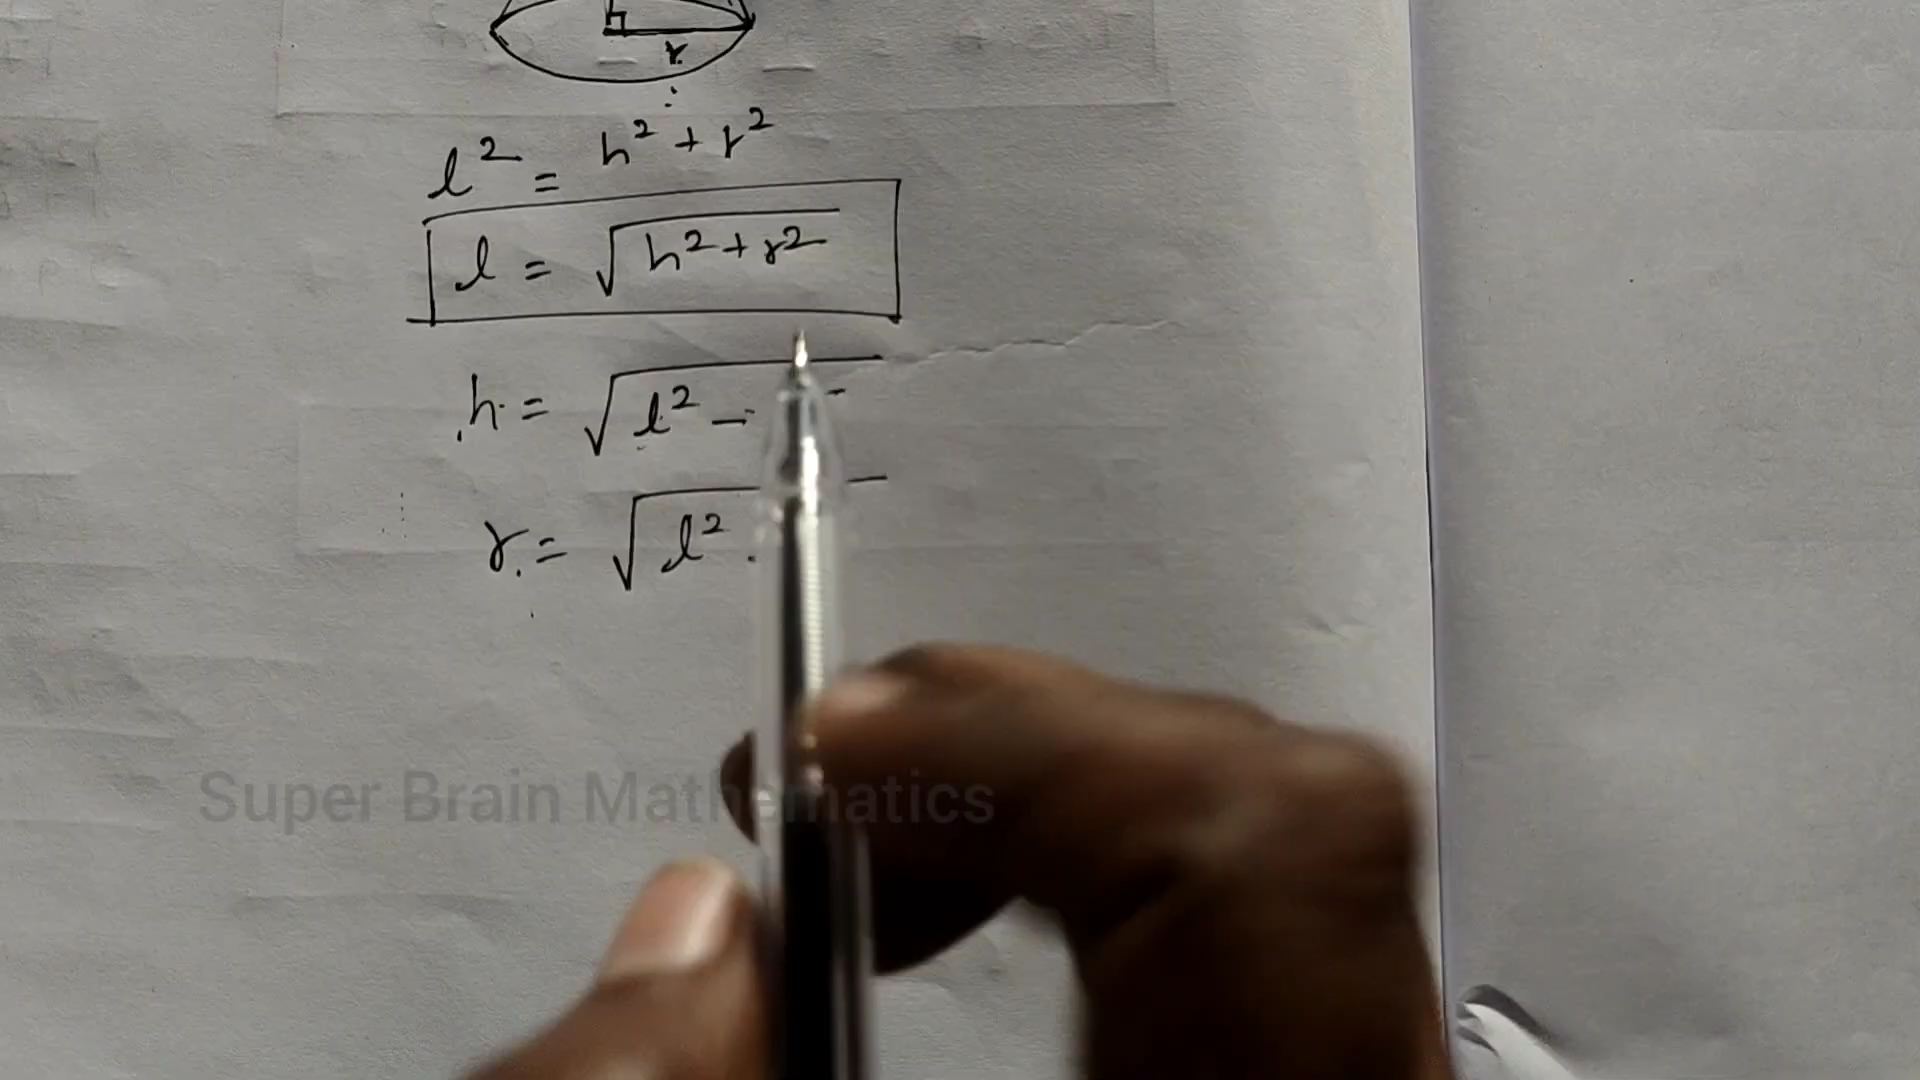 r
l² = h² + r²
l = √h² + r²
h = √l² –
r = √l²
Super Brain Mathematics